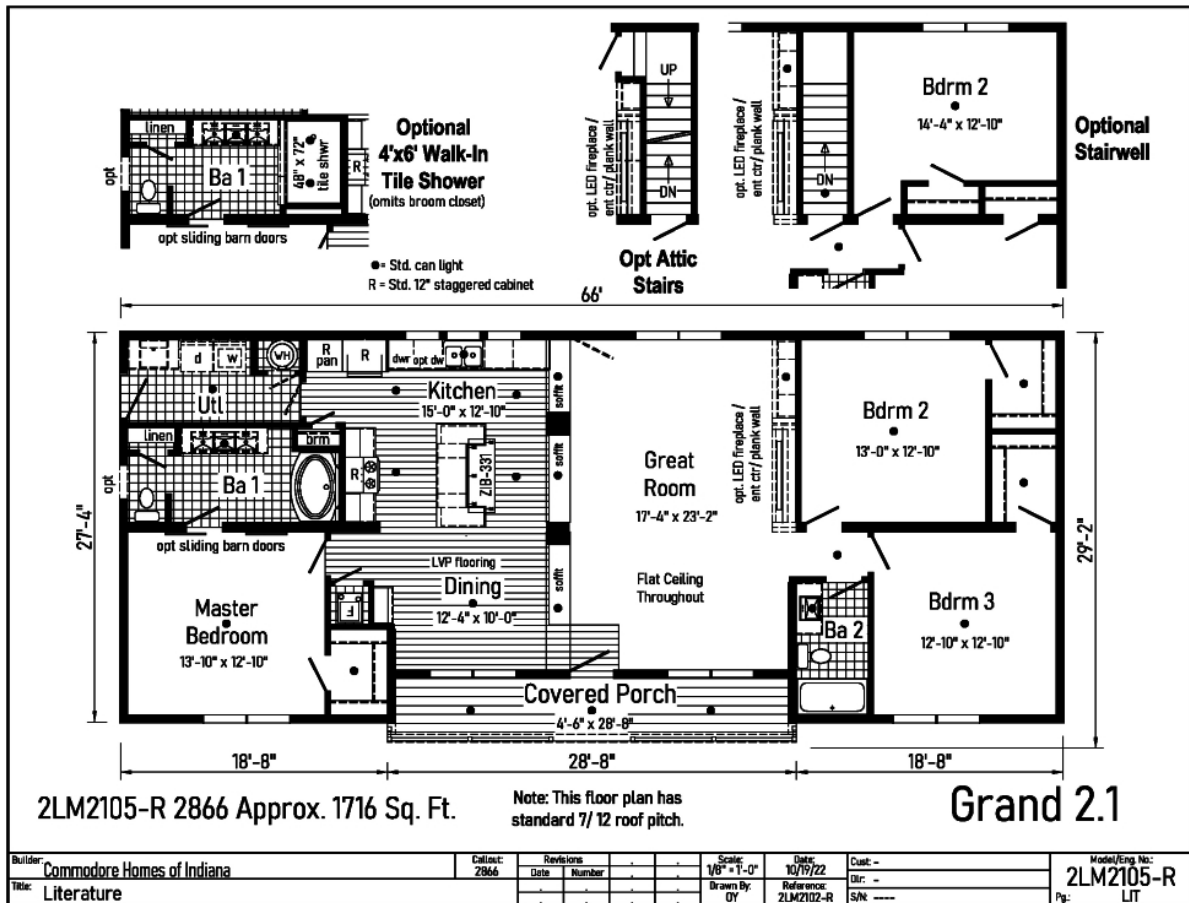 linen
Ba 1
48" x 72"
tile shwr
R
opt
opt sliding barn doors
Optional
4'x6' Walk-In
Tile Shower
(omits broom closet)
●= Std. can light
R = Std. 12" staggered cabinet
UP
DN
opt. LED fireplace /
ent ctr/ plank wall
Opt Attic
Stairs
opt. LED fireplace /
ent ctr/ plank wall
DN
Bdrm 2
14'-4" x 12'-10"
Optional
Stairwell
66'
27'-4"
29'-2"
d
w
WH
R
pan
R
dwr
opt dw
Utl
Kitchen
15'-0" x 12'-10"
soffit
linen
brm
Ba 1
opt
R
ZIB-331
soffit
opt sliding barn doors
Great
Room
17'-4" x 23'-2"
opt. LED fireplace /
ent ctr/ plank wall
Bdrm 2
13'-0" x 12'-10"
LVP flooring
Dining
12'-4" x 10'-0"
soffit
Flat Ceiling
Throughout
F
Master
Bedroom
13'-10" x 12'-10"
Ba 2
Bdrm 3
12'-10" x 12'-10"
Covered Porch
4'-6" x 28'-8"
18'-8"
28'-8"
18'-8"
2LM2105-R 2866 Approx. 1716 Sq. Ft.
Note: This floor plan has
standard 7/ 12 roof pitch.
Grand 2.1
Builder: Commodore Homes of Indiana
Title: Literature
Callout:
2866
Revisions
Date Number
Scale:
1/8" = 1'-0"
Drawn By:
OY
Date:
10/19/22
Reference:
2LM2102-R
Cust: -
Dlr: -
S/N: ----
Model/Eng. No.:
2LM2105-R
Pg.: LIT